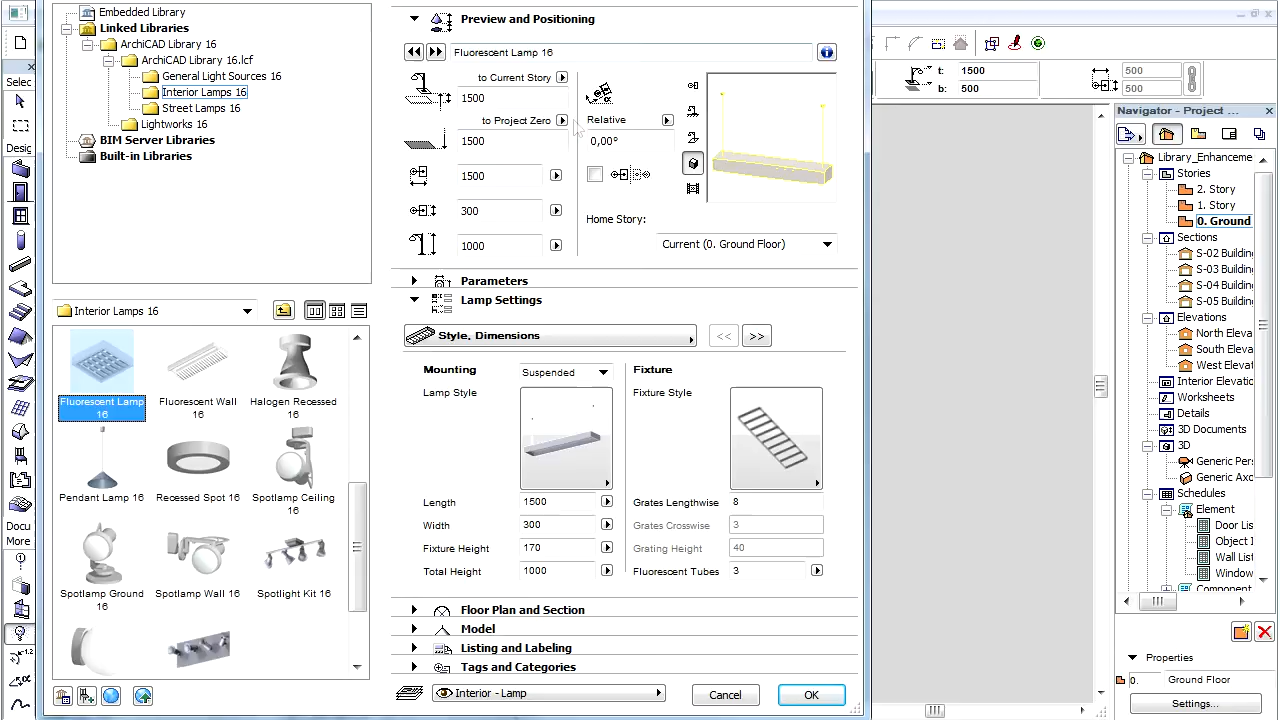 Embedded Library
Linked Libraries
ArchiCAD Library 16
ArchiCAD Library 16.lcf
General Light Sources 16
Interior Lamps 16
Street Lamps 16
Lightworks 16
BIM Server Libraries
Built-in Libraries
Selec
Desig
Docu
More
Interior Lamps 16
Fluorescent Lamp 16
Fluorescent Wall 16
Halogen Recessed 16
Pendant Lamp 16
Recessed Spot 16
Spotlamp Ceiling 16
Spotlamp Ground 16
Spotlamp Wall 16
Spotlight Kit 16
Preview and Positioning
Fluorescent Lamp 16
to Current Story
1500
to Project Zero
1500
1500
300
1000
Relative
0,00°
Home Story:
Current (0. Ground Floor)
Parameters
Lamp Settings
Style, Dimensions
<<
>>
Mounting
Suspended
Fixture
Lamp Style
Fixture Style
Length
1500
Grates Lengthwise
8
Width
300
Grates Crosswise
3
Fixture Height
170
Grating Height
40
Total Height
1000
Fluorescent Tubes
3
Floor Plan and Section
Model
Listing and Labeling
Tags and Categories
Interior - Lamp
Cancel
OK
t:
1500
b:
500
500
500
Navigator - Project
Library_Enhanceme
Stories
2. Story
1. Story
0. Ground
Sections
S-02 Building
S-03 Building
S-04 Building
S-05 Building
Elevations
North Eleva
South Eleva
West Eleva
Interior Elevatio
Worksheets
Details
3D Documents
3D
Generic Pers
Generic Axo
Schedules
Element
Door Lis
Object I
Wall List
Window
Component
Properties
0.
Ground Floor
Settings...